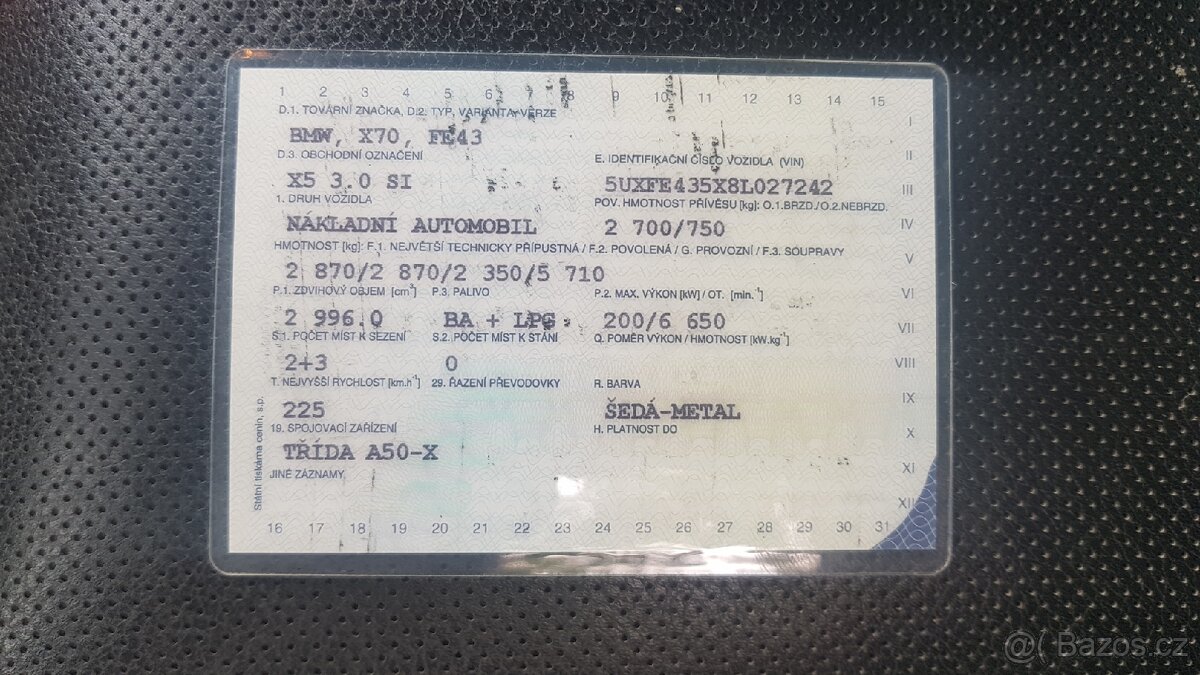 1 2 3 4 5 6 7 8 9 10 11 12 13 14 15
D.1. TOVÁRNÍ ZNAČKA, D.2. TYP, VARIANTA-VERZE
I
BMW, X70, FE43
D.3. OBCHODNÍ OZNAČENÍ
E. IDENTIFIKAČNÍ ČÍSLO VOZIDLA (VIN)
II
X5 3.0 SI
5UXFE435X8L027242
III
1. DRUH VOZIDLA
POV. HMOTNOST PŘÍVĚSU [kg]: O.1.BRZD./O.2.NEBRZD.
NÁKLADNÍ AUTOMOBIL
2 700/750
IV
HMOTNOST [kg]: F.1. NEJVĚTŠÍ TECHNICKY PŘÍPUSTNÁ / F.2. POVOLENÁ / G. PROVOZNÍ / F.3. SOUPRAVY
V
2 870/2 870/2 350/5 710
P.1. ZDVIHOVÝ OBJEM [cm³]
P.3. PALIVO
P.2. MAX. VÝKON [kW] / OT. [min.⁻¹]
VI
2 996.0
BA + LPG
200/6 650
VII
S.1. POČET MÍST K SEZENÍ
S.2. POČET MÍST K STÁNÍ
Q. POMĚR VÝKON / HMOTNOST [kW.kg⁻¹]
2+3
0
VIII
T. NEJVYŠŠÍ RYCHLOST [km.h⁻¹]
29. ŘAZENÍ PŘEVODOVKY
R. BARVA
IX
225
ŠEDÁ-METAL
19. SPOJOVACÍ ZAŘÍZENÍ
H. PLATNOST DO
X
TŘÍDA A50-X
XI
JINÉ ZÁZNAMY
XII
16 17 18 19 20 21 22 23 24 25 26 27 28 29 30 31
Státní tiskárna cenin, s.p.
@( Bazos.cz